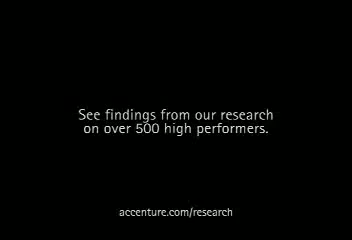 See findings from our research
on over 500 high performers.
accenture.com/research